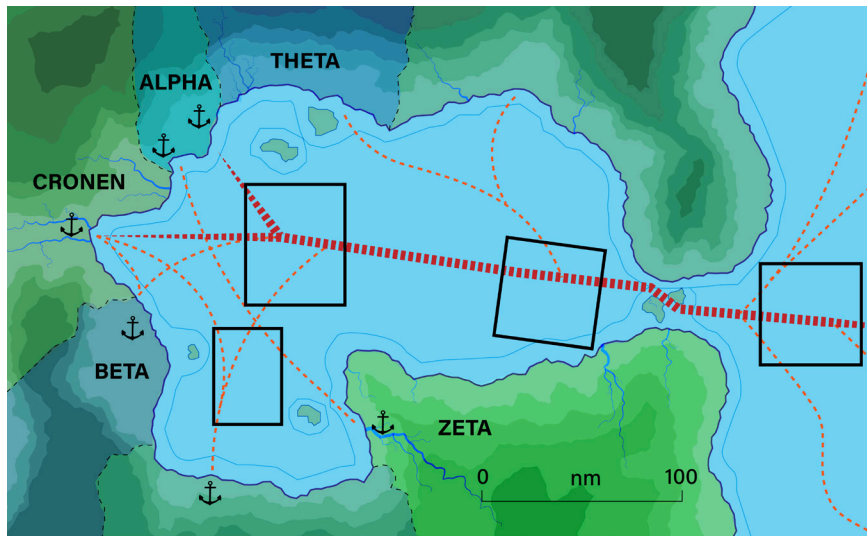 THETA
ALPHA
CRONEN
BETA
ZETA
0 nm 100